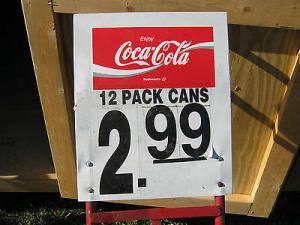 Enjoy
Coca-Cola
Trademark ®
12 PACK CANS
2.99